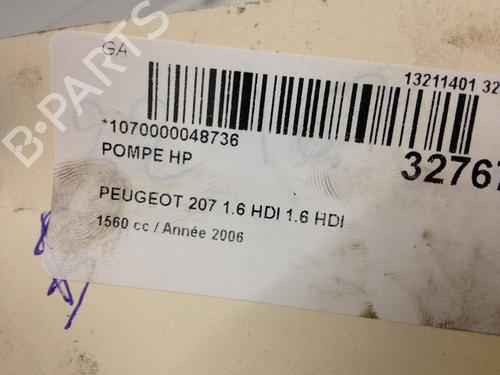 GA
13211401 32
*1070000048736
POMPE HP
32767
PEUGEOT 207 1.6 HDI 1.6 HDI
1560 cc / Année 2006
B-PARTS